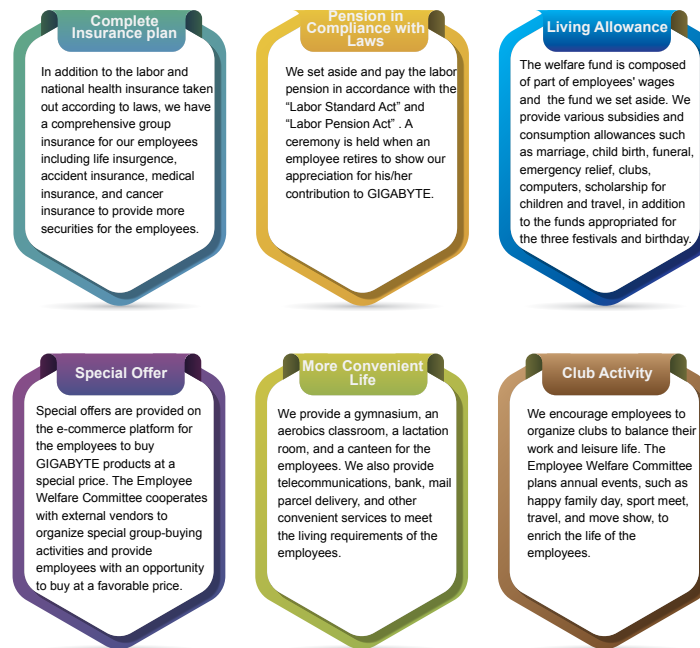 Complete
Insurance plan
In addition to the labor and
national health insurance taken
out according to laws, we have
a comprehensive group
insurance for our employees
including life insurgence,
accident insurance, medical
insurance, and cancer
insurance to provide more
securities for the employees.
Pension in
Compliance with
Laws
We set aside and pay the labor
pension in accordance with the
“Labor Standard Act” and
“Labor Pension Act” . A
ceremony is held when an
employee retires to show our
appreciation for his/her
contribution to GIGABYTE.
Living Allowance
The welfare fund is composed
of part of employees' wages
and the fund we set aside. We
provide various subsidies and
consumption allowances such
as marriage, child birth, funeral,
emergency relief, clubs,
computers, scholarship for
children and travel, in addition
to the funds appropriated for
the three festivals and birthday.
Special Offer
Special offers are provided on
the e-commerce platform for
the employees to buy
GIGABYTE products at a
special price. The Employee
Welfare Committee cooperates
with external vendors to
organize special group-buying
activities and provide
employees with an opportunity
to buy at a favorable price.
More Convenient
Life
We provide a gymnasium, an
aerobics classroom, a lactation
room, and a canteen for the
employees. We also provide
telecommunications, bank, mail
parcel delivery, and other
convenient services to meet
the living requirements of the
employees.
Club Activity
We encourage employees to
organize clubs to balance their
work and leisure life. The
Employee Welfare Committee
plans annual events, such as
happy family day, sport meet,
travel, and move show, to
enrich the life of the
employees.